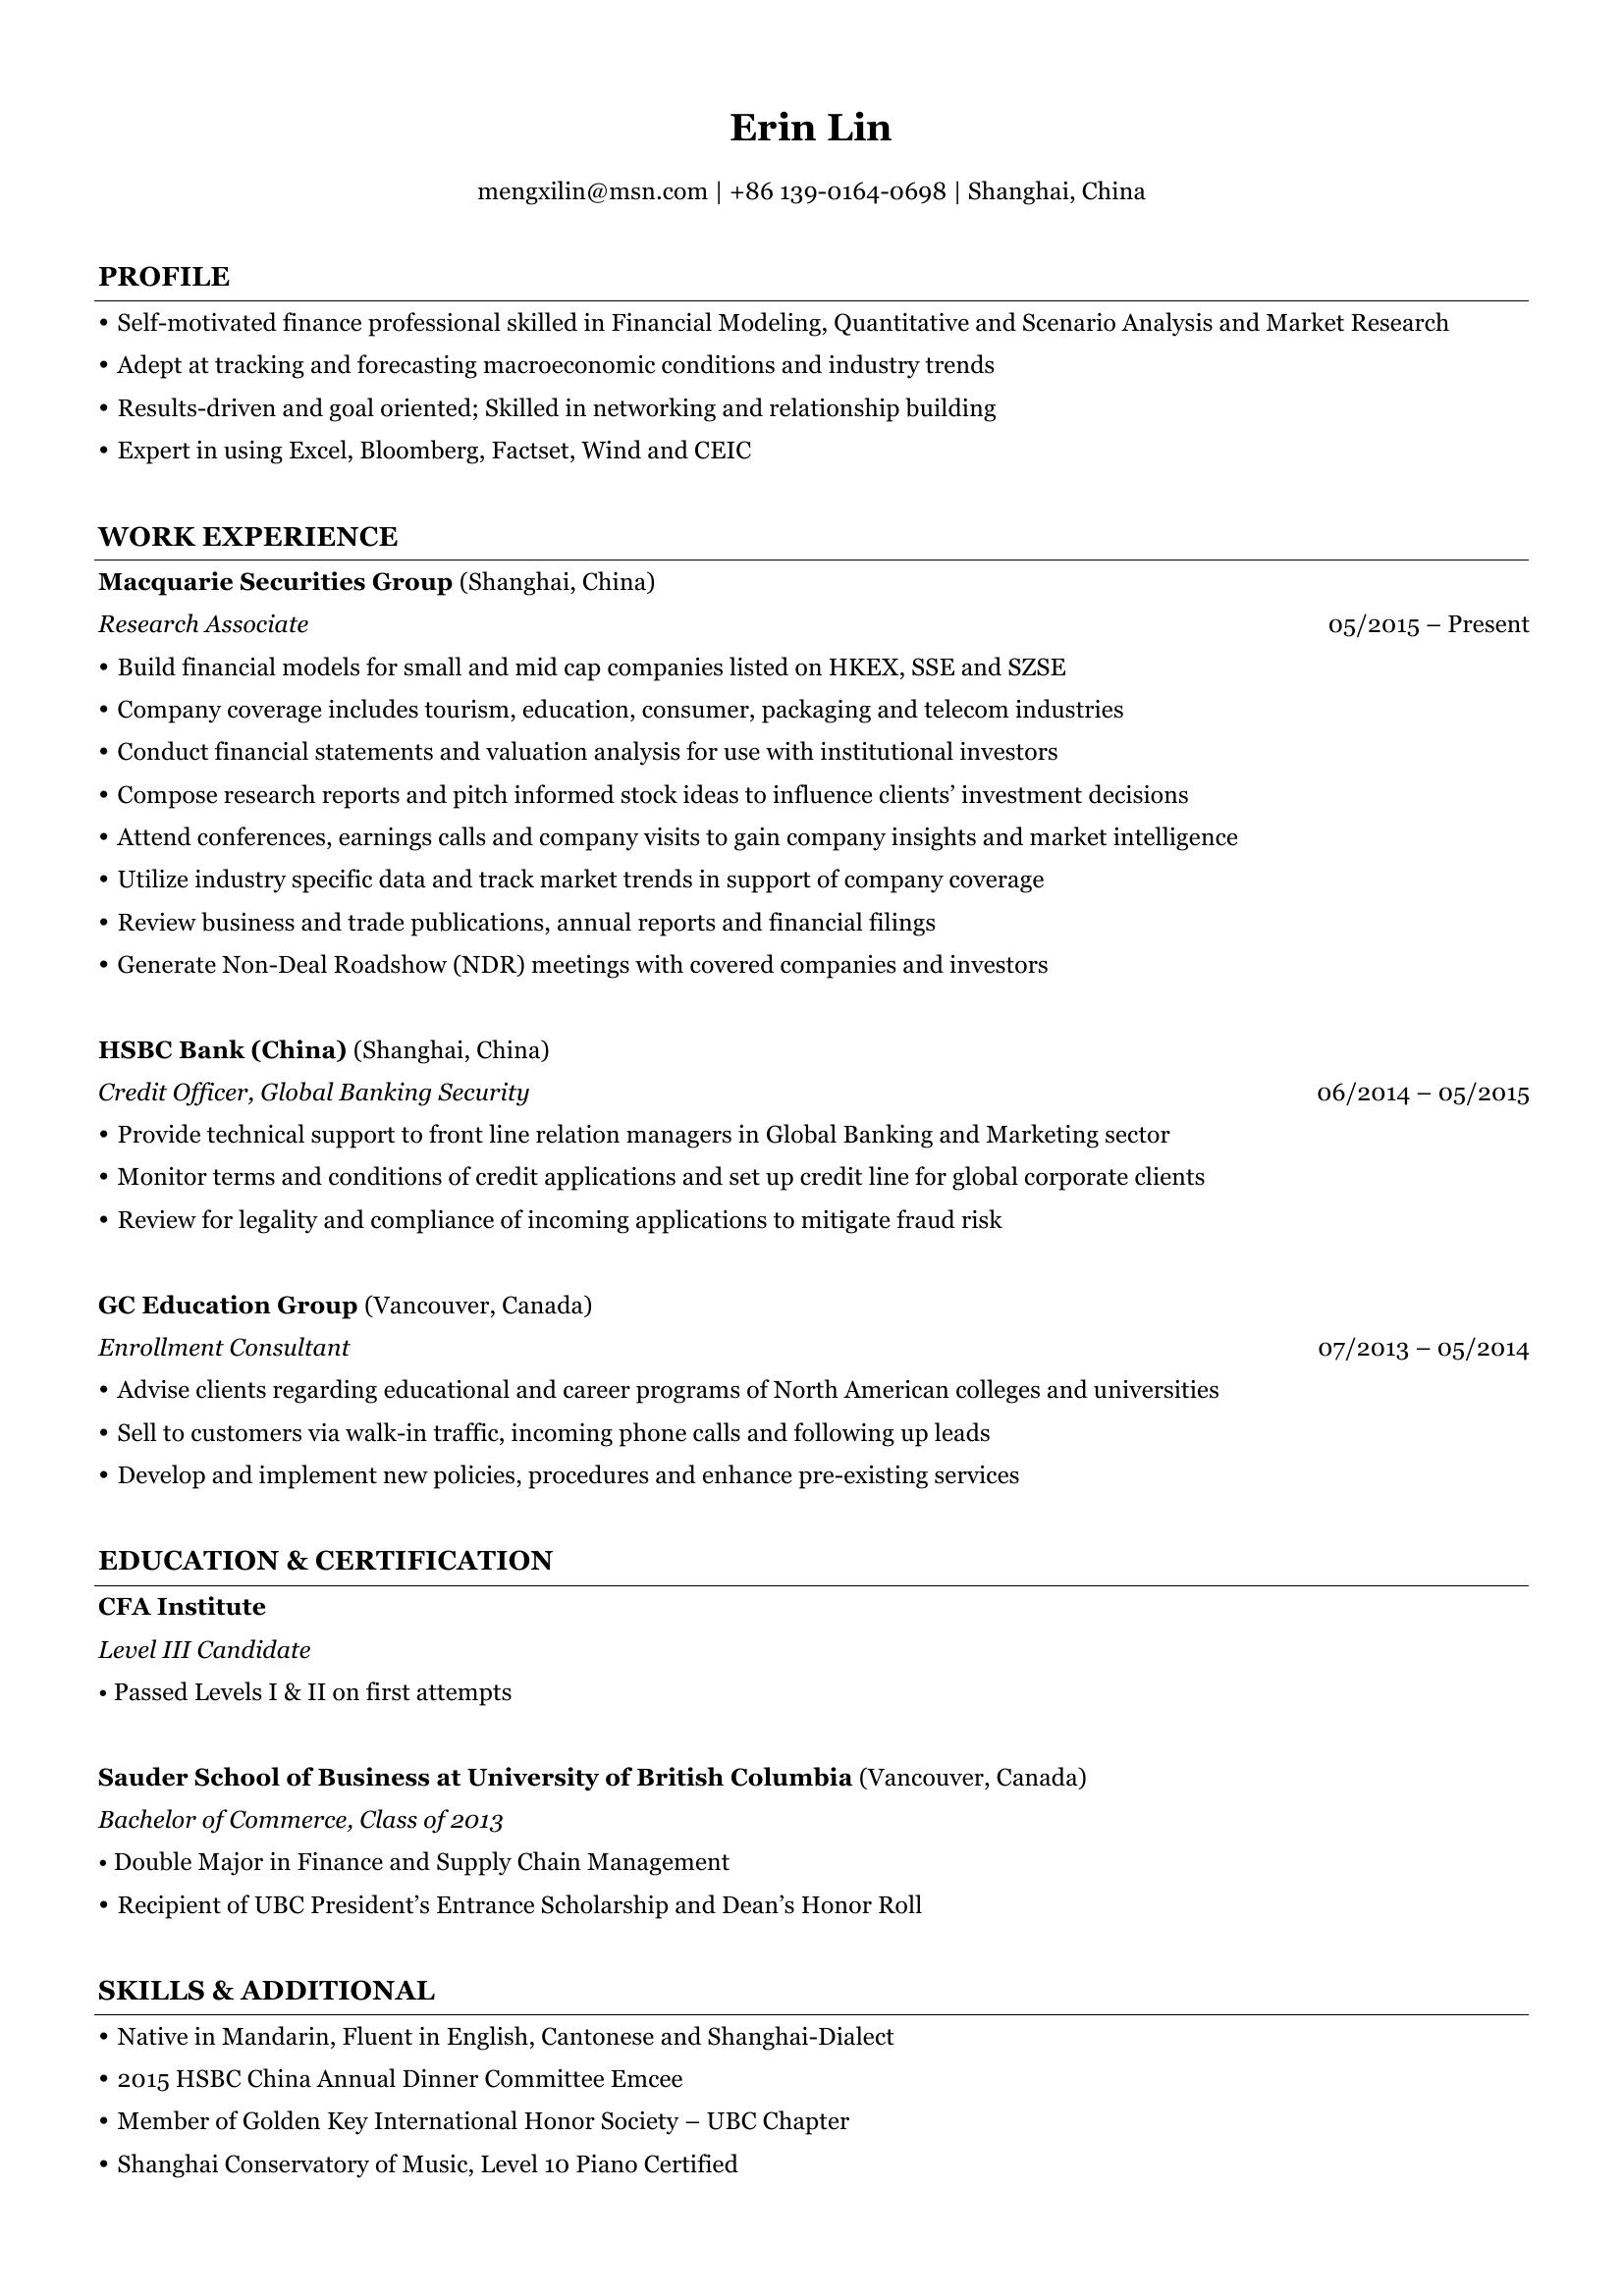 Erin Lin
mengxilin@msn.com | +86 139-0164-0698 | Shanghai, China
PROFILE
• Self-motivated finance professional skilled in Financial Modeling, Quantitative and Scenario Analysis and Market Research
• Adept at tracking and forecasting macroeconomic conditions and industry trends
• Results-driven and goal oriented; Skilled in networking and relationship building
• Expert in using Excel, Bloomberg, Factset, Wind and CEIC
WORK EXPERIENCE
Macquarie Securities Group (Shanghai, China)
Research Associate 05/2015 – Present
• Build financial models for small and mid cap companies listed on HKEX, SSE and SZSE
• Company coverage includes tourism, education, consumer, packaging and telecom industries
• Conduct financial statements and valuation analysis for use with institutional investors
• Compose research reports and pitch informed stock ideas to influence clients’ investment decisions
• Attend conferences, earnings calls and company visits to gain company insights and market intelligence
• Utilize industry specific data and track market trends in support of company coverage
• Review business and trade publications, annual reports and financial filings
• Generate Non-Deal Roadshow (NDR) meetings with covered companies and investors
HSBC Bank (China) (Shanghai, China)
Credit Officer, Global Banking Security 06/2014 – 05/2015
• Provide technical support to front line relation managers in Global Banking and Marketing sector
• Monitor terms and conditions of credit applications and set up credit line for global corporate clients
• Review for legality and compliance of incoming applications to mitigate fraud risk
GC Education Group (Vancouver, Canada)
Enrollment Consultant 07/2013 – 05/2014
• Advise clients regarding educational and career programs of North American colleges and universities
• Sell to customers via walk-in traffic, incoming phone calls and following up leads
• Develop and implement new policies, procedures and enhance pre-existing services
EDUCATION & CERTIFICATION
CFA Institute
Level III Candidate
• Passed Levels I & II on first attempts
Sauder School of Business at University of British Columbia (Vancouver, Canada)
Bachelor of Commerce, Class of 2013
• Double Major in Finance and Supply Chain Management
• Recipient of UBC President’s Entrance Scholarship and Dean’s Honor Roll
SKILLS & ADDITIONAL
• Native in Mandarin, Fluent in English, Cantonese and Shanghai-Dialect
• 2015 HSBC China Annual Dinner Committee Emcee
• Member of Golden Key International Honor Society – UBC Chapter
• Shanghai Conservatory of Music, Level 10 Piano Certified